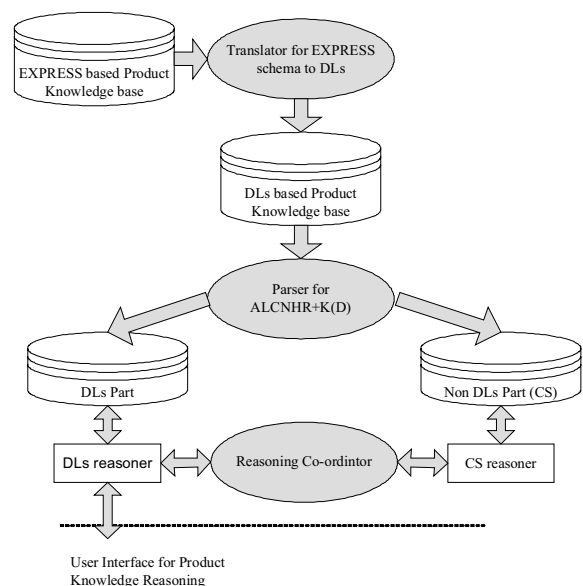 Translator for EXPRESS
schema to DLs
EXPRESS based Product
Knowledge base
DLs based Product
Knowledge base
Parser for
ALCNHR+K(D)
DLs Part
Non DLs Part (CS)
DLs reasoner
Reasoning Co-ordintor
CS reasoner
User Interface for Product
Knowledge Reasoning